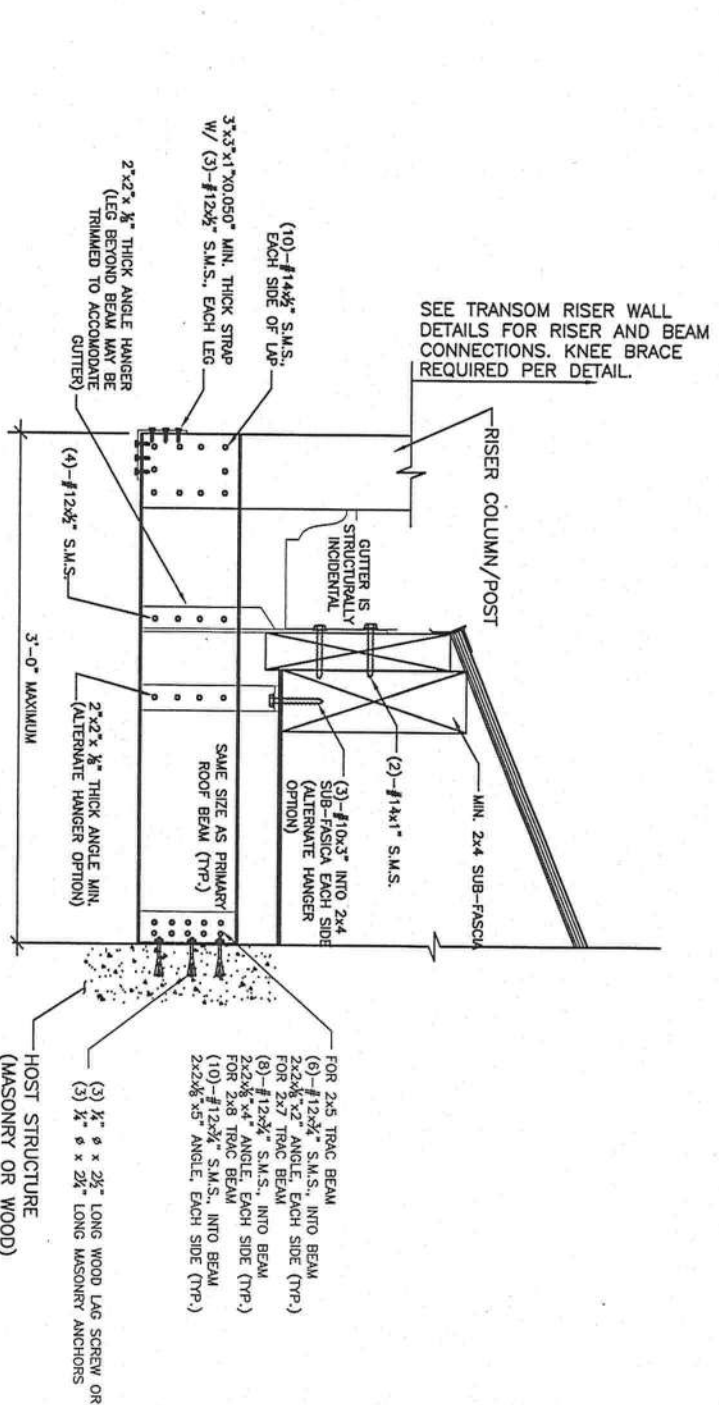 SEE TRANSOM RISER WALL
DETAILS FOR RISER AND BEAM
CONNECTIONS. KNEE BRACE
REQUIRED PER DETAIL.
RISER COLUMN/POST
GUTTER IS
STRUCTURALLY
INCIDENTAL
MIN. 2x4 SUB-FASCIA
(2)-#14x1" S.M.S.
(3)-#10x3" INTO 2x4
SUB-FASICA EACH SIDE
(ALTERNATE HANGER
OPTION)
(10)-#14x½" S.M.S.,
EACH SIDE OF LAP
3"x3"x1"x0.050" MIN. THICK STRAP
W/ (3)-#12x½" S.M.S., EACH LEG
2"x2"x ⅛" THICK ANGLE HANGER
(LEG BEYOND BEAM MAY BE
TRIMMED TO ACCOMODATE
GUTTER)
(4)-#12x½" S.M.S.
SAME SIZE AS PRIMARY
ROOF BEAM (TYP.)
2"x2"x ⅛" THICK ANGLE MIN.
(ALTERNATE HANGER OPTION)
3'-0" MAXIMUM
FOR 2x5 TRAC BEAM
(6)-#12x¾" S.M.S., INTO BEAM
2x2x⅛"x2" ANGLE, EACH SIDE (TYP.)
FOR 2x7 TRAC BEAM
(8)-#12x¾" S.M.S., INTO BEAM
2x2x⅛"x4" ANGLE, EACH SIDE (TYP.)
FOR 2x8 TRAC BEAM
(10)-#12x¾" S.M.S., INTO BEAM
2x2x⅛"x5" ANGLE, EACH SIDE (TYP.)
(3) ¼" ø x 2½" LONG WOOD LAG SCREW OR
(3) ¼" ø x 2¼" LONG MASONRY ANCHORS
HOST STRUCTURE
(MASONRY OR WOOD)